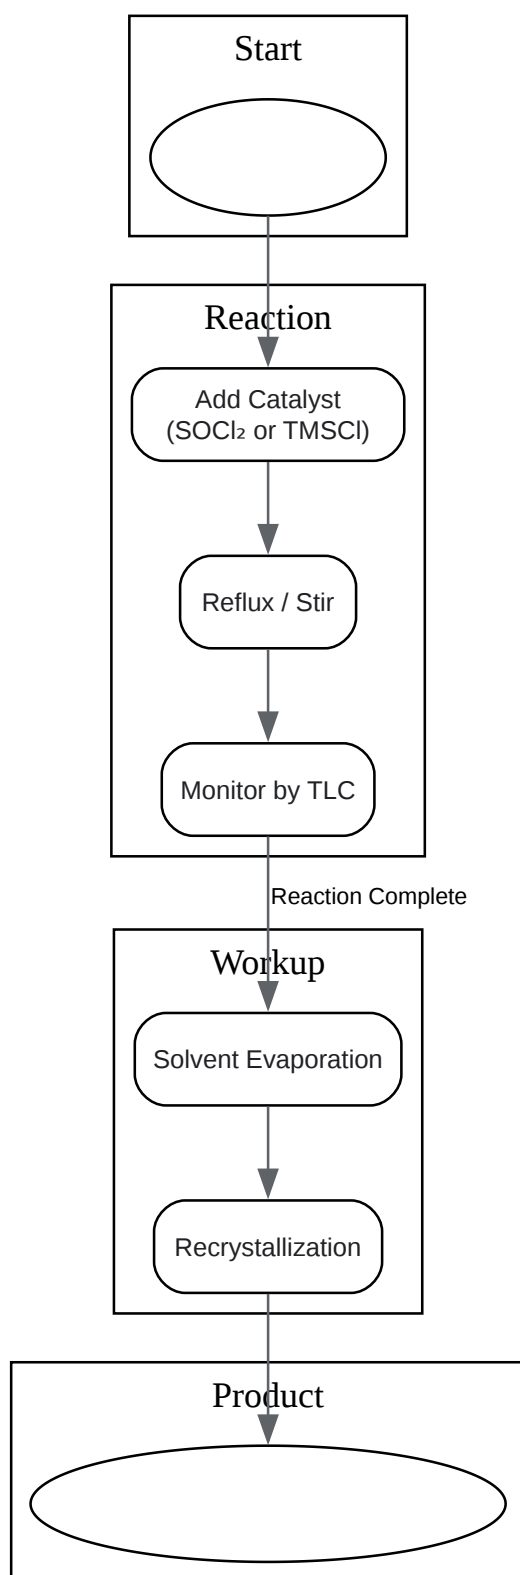 Start
Reaction
Add Catalyst
(SOCl₂ or TMSCl)
Reflux / Stir
Monitor by TLC
Reaction Complete
Workup
Solvent Evaporation
Recrystallization
Product